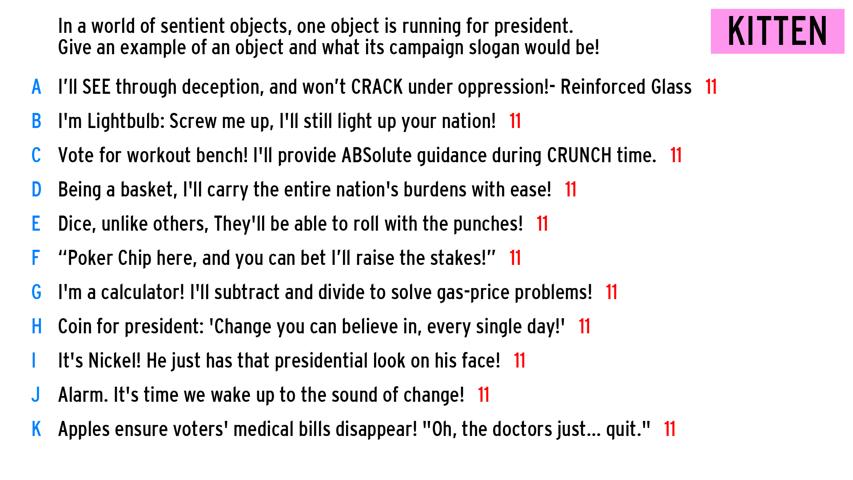 In a world of sentient objects, one object is running for president.
Give an example of an object and what its campaign slogan would be!
KITTEN
A I’ll SEE through deception, and won’t CRACK under oppression!- Reinforced Glass 11
B I'm Lightbulb: Screw me up, I'll still light up your nation! 11
C Vote for workout bench! I'll provide ABSolute guidance during CRUNCH time. 11
D Being a basket, I'll carry the entire nation's burdens with ease! 11
E Dice, unlike others, They'll be able to roll with the punches! 11
F “Poker Chip here, and you can bet I’ll raise the stakes!” 11
G I'm a calculator! I'll subtract and divide to solve gas-price problems! 11
H Coin for president: 'Change you can believe in, every single day!' 11
I It's Nickel! He just has that presidential look on his face! 11
J Alarm. It's time we wake up to the sound of change! 11
K Apples ensure voters' medical bills disappear! "Oh, the doctors just... quit." 11